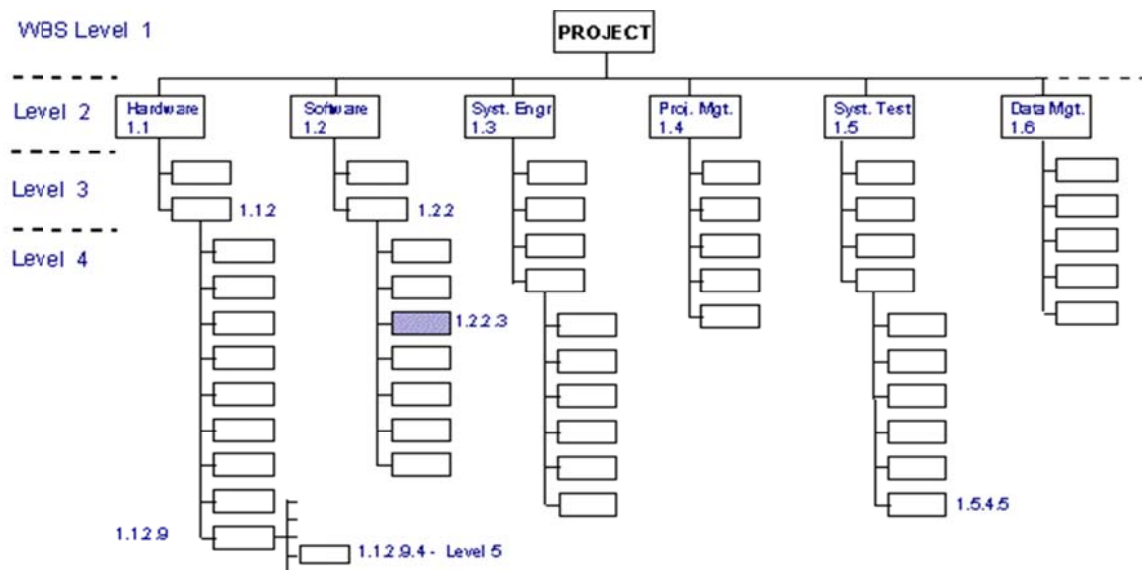 WBS Level 1
PROJECT
Level 2
Hardware
1.1
Software
1.2
Syst. Engr
1.3
Proj. Mgt.
1.4
Syst. Test
1.5
Data Mgt.
1.6
Level 3
1.1.2
1.2.2
Level 4
1.2.2.3
1.5.4.5
1.1.2.9
1.1.2.9.4 - Level 5